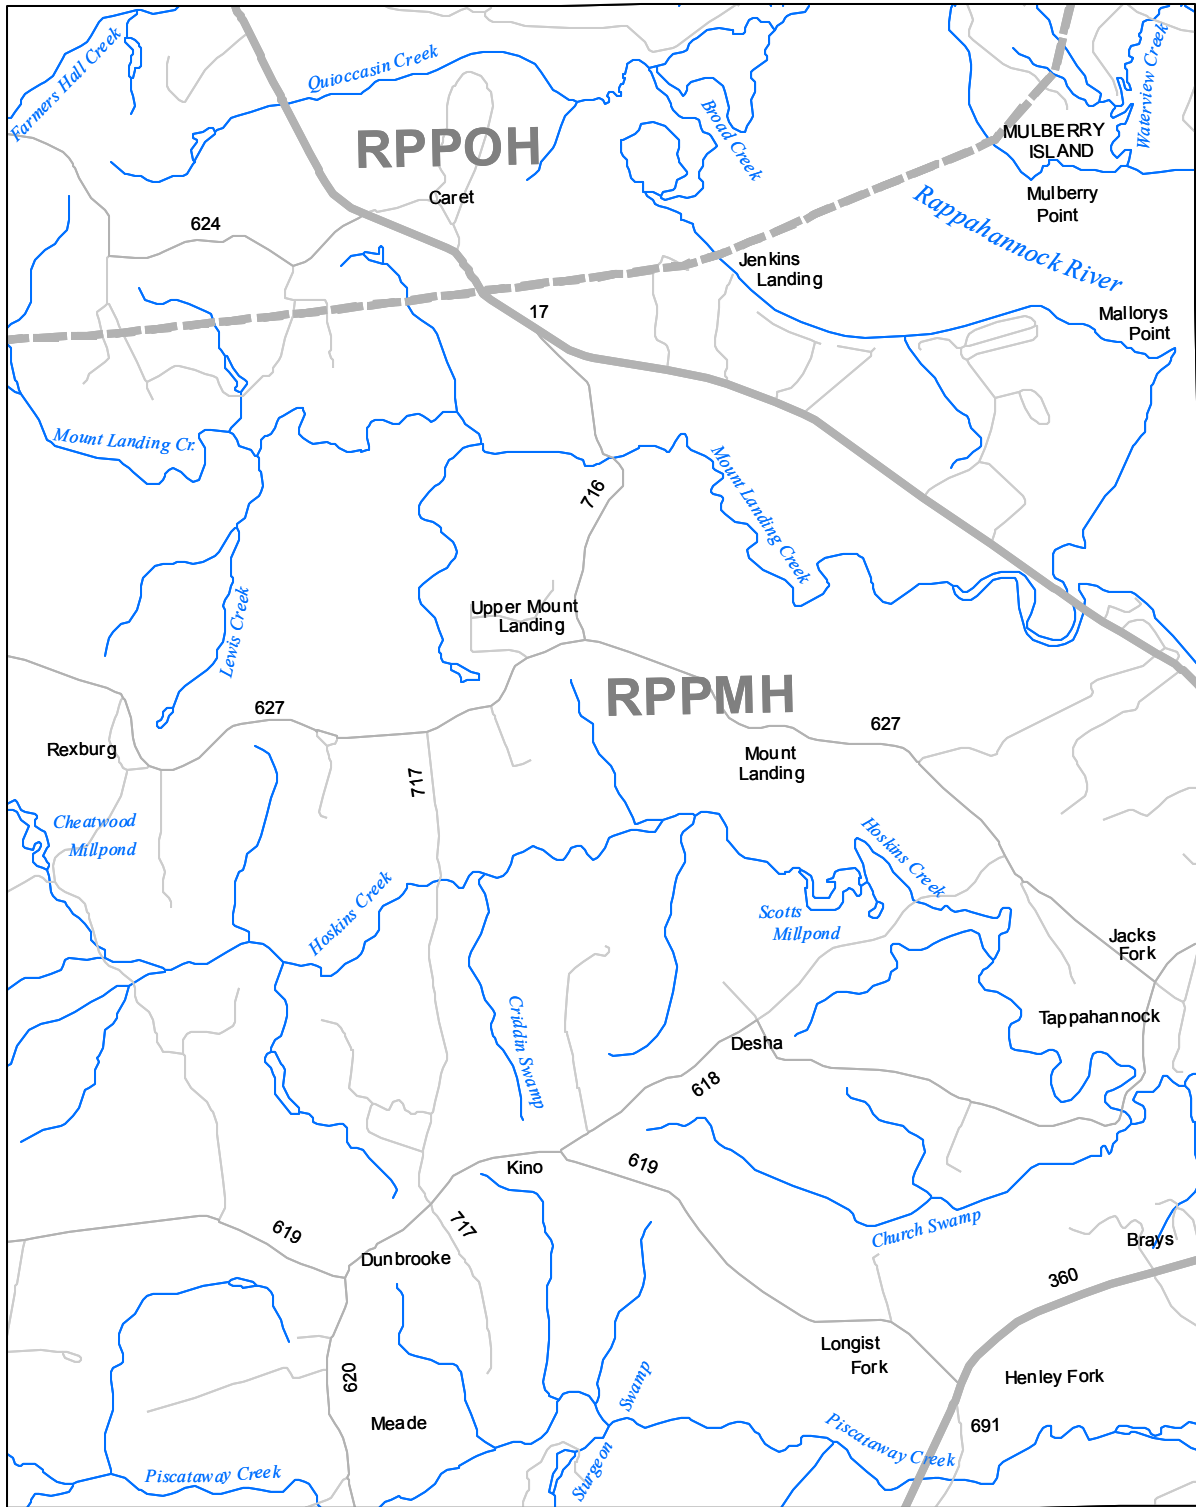 Farmers Hall Creek
Quioccasin Creek
Broad Creek
Waterview Creek
MULBERRY
ISLAND
RPPOH
Caret
Mulberry
Point
624
Rappahannock River
Jenkins
Landing
17
Mallorys
Point
Mount Landing Cr.
716
Mount Landing Creek
Lewis Creek
Upper Mount
Landing
RPPMH
627
627
Rexburg
717
Mount
Landing
Cheatwood
Millpond
Hoskins Creek
Hoskins Creek
Scotts
Millpond
Jacks
Fork
Criddin Swamp
Tappahannock
Desha
618
Kino
619
619
717
Church Swamp
Brays
Dunbrooke
360
Longist
Fork
620
Swamp
Henley Fork
Meade
Piscataway Creek
691
Piscataway Creek
Sturgeon